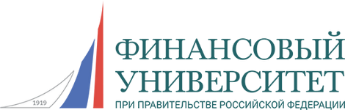 ФИНАНСОВЫЙ
УНИВЕРСИТЕТ
ПРИ ПРАВИТЕЛЬСТВЕ РОССИЙСКОЙ ФЕДЕРАЦИИ
1919